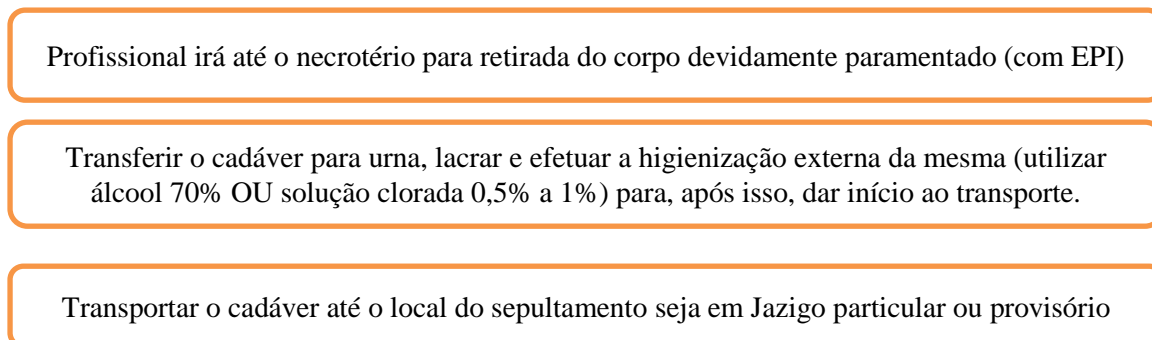 Profissional irá até o necrotério para retirada do corpo devidamente paramentado (com EPI)
Transferir o cadáver para urna, lacrar e efetuar a higienização externa da mesma (utilizar
álcool 70% OU solução clorada 0,5% a 1%) para, após isso, dar início ao transporte.
Transportar o cadáver até o local do sepultamento seja em Jazigo particular ou provisório